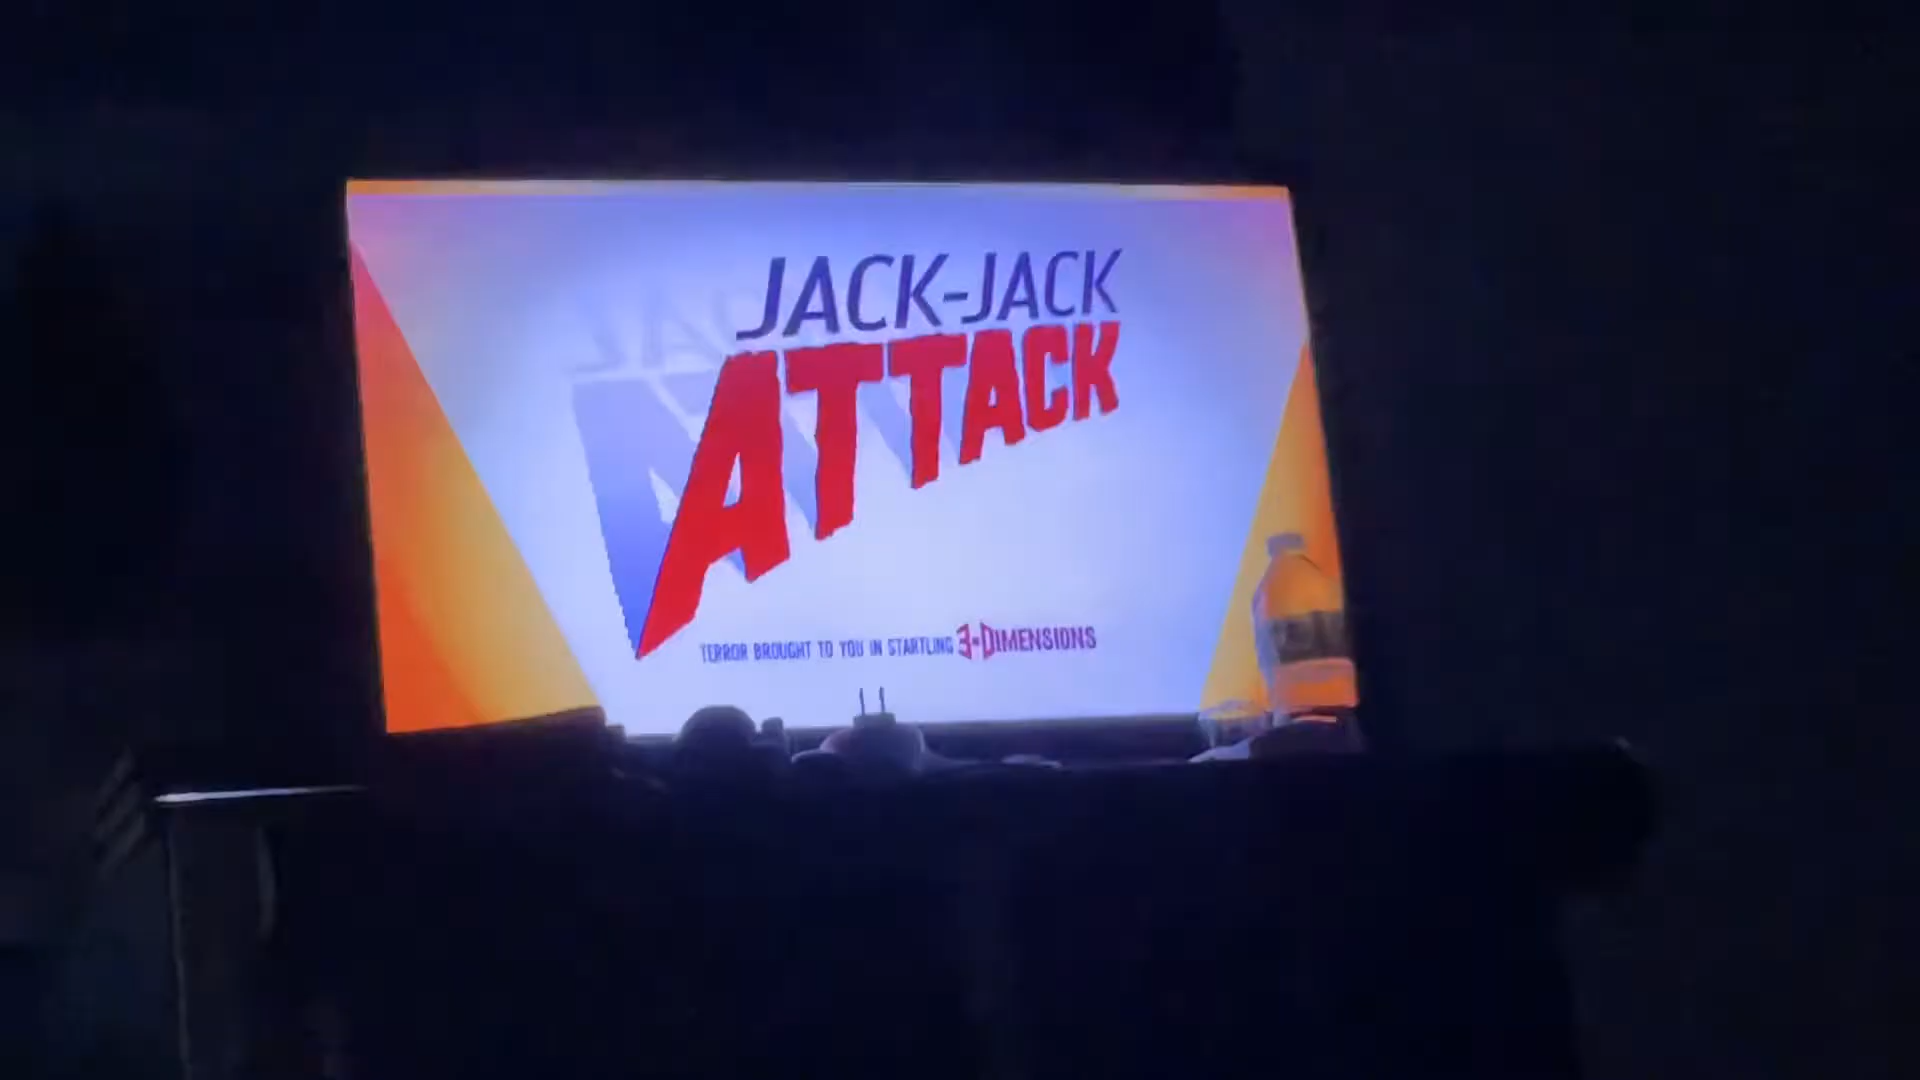 JACK-JACK
ATTACK
TERROR BROUGHT TO YOU IN STARTLING 3-DIMENSIONS